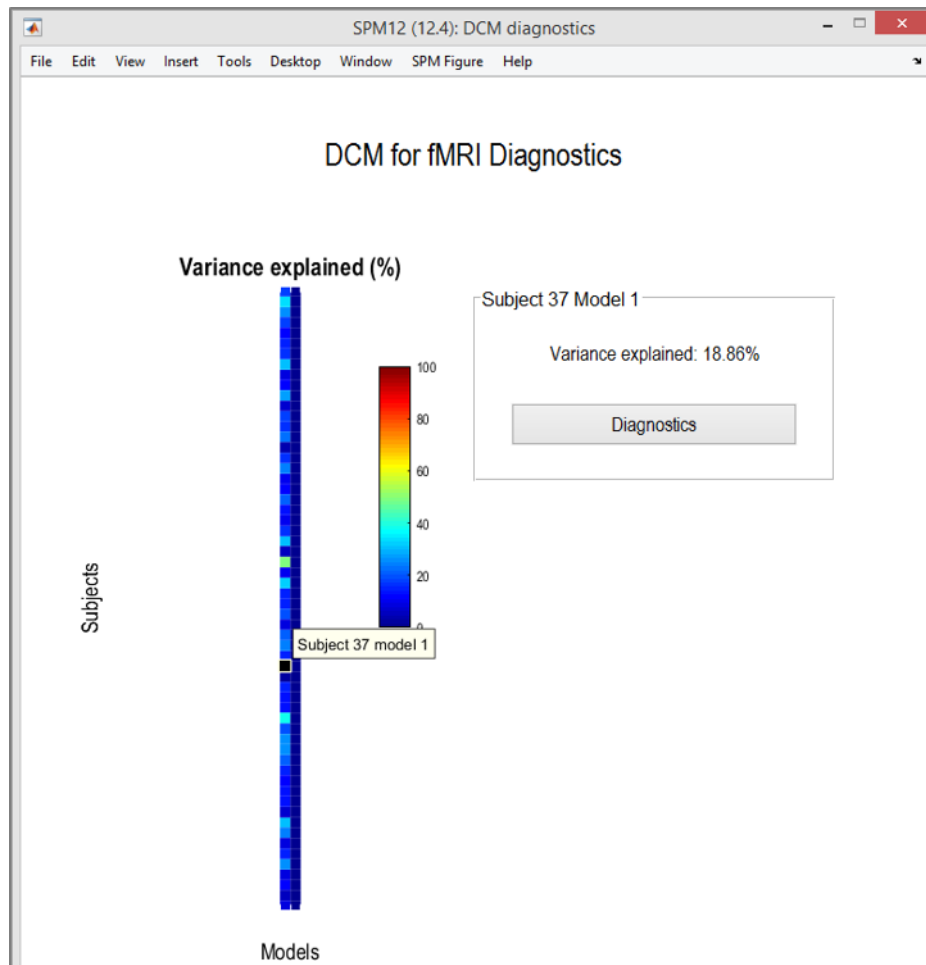 SPM12 (12.4): DCM diagnostics
File Edit View Insert Tools Desktop Window SPM Figure Help
DCM for fMRI Diagnostics
Variance explained (%)
Subject 37 Model 1
Variance explained: 18.86%
Diagnostics
100
80
60
40
20
Subjects
Subject 37 model 1
Models